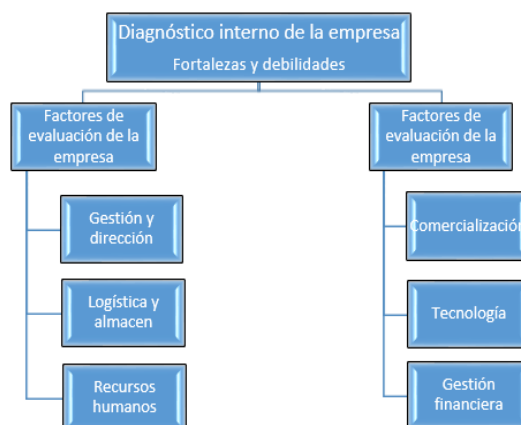 Diagnóstico interno de la empresa
Fortalezas y debilidades
Factores de
evaluación de la
empresa
Gestión y
dirección
Logística y
almacen
Recursos
humanos
Factores de
evaluación de la
empresa
Comercialización
Tecnología
Gestión
financiera